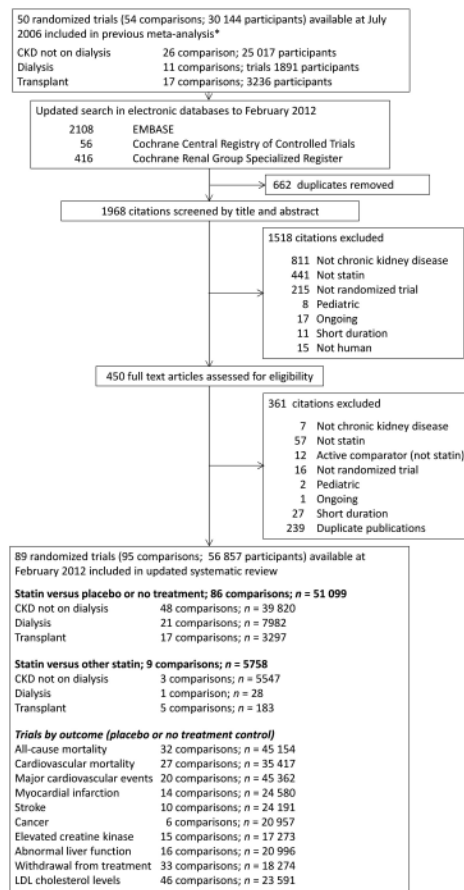 50 randomized trials (54 comparisons; 30 144 participants) available at July
2006 included in previous meta-analysis*
CKD not on dialysis 26 comparison; 25 017 participants
Dialysis 11 comparison; trials 1891 participants
Transplant 17 comparison; 3236 participants
Updated search in electronic databases to February 2012
2108 EMBASE
56 Cochrane Central Registry of Controlled Trials
416 Cochrane Renal Group Specialized Register
662 duplicates removed
1968 citations screened by title and abstract
1518 citations excluded
811 Not chronic kidney disease
441 Not statin
215 Not randomized trial
8 Pediatric
17 Ongoing
11 Short duration
15 Not human
450 full text articles assessed for eligibility
361 citations excluded
7 Not chronic kidney disease
57 Not statin
12 Active comparator (not statin)
16 Not randomized trial
2 Pediatric
1 Ongoing
27 Short duration
239 Duplicate publications
89 randomized trials (95 comparisons; 56 857 participants) available at
February 2012 included in updated systematic review
Statin versus placebo or no treatment; 86 comparisons; n = 51 099
CKD not on dialysis 48 comparisons; n = 39 820
Dialysis 21 comparisons; n = 7982
Transplant 17 comparisons; n = 3297
Statin versus other statin; 9 comparisons; n = 5758
CKD not on dialysis 3 comparisons; n = 5547
Dialysis 1 comparison; n = 28
Transplant 5 comparisons; n = 183
Trials by outcome (placebo or no treatment control)
All-cause mortality 32 comparisons; n = 45 154
Cardiovascular mortality 27 comparisons; n = 35 417
Major cardiovascular events 20 comparisons; n = 45 362
Myocardial infarction 14 comparisons; n = 24 580
Stroke 10 comparisons; n = 24 191
Cancer 6 comparisons; n = 20 957
Elevated creatine kinase 15 comparisons; n = 17 273
Abnormal liver function 16 comparisons; n = 20 996
Withdrawal from treatment 33 comparisons; n = 18 274
LDL cholesterol levels 46 comparisons; n = 23 591